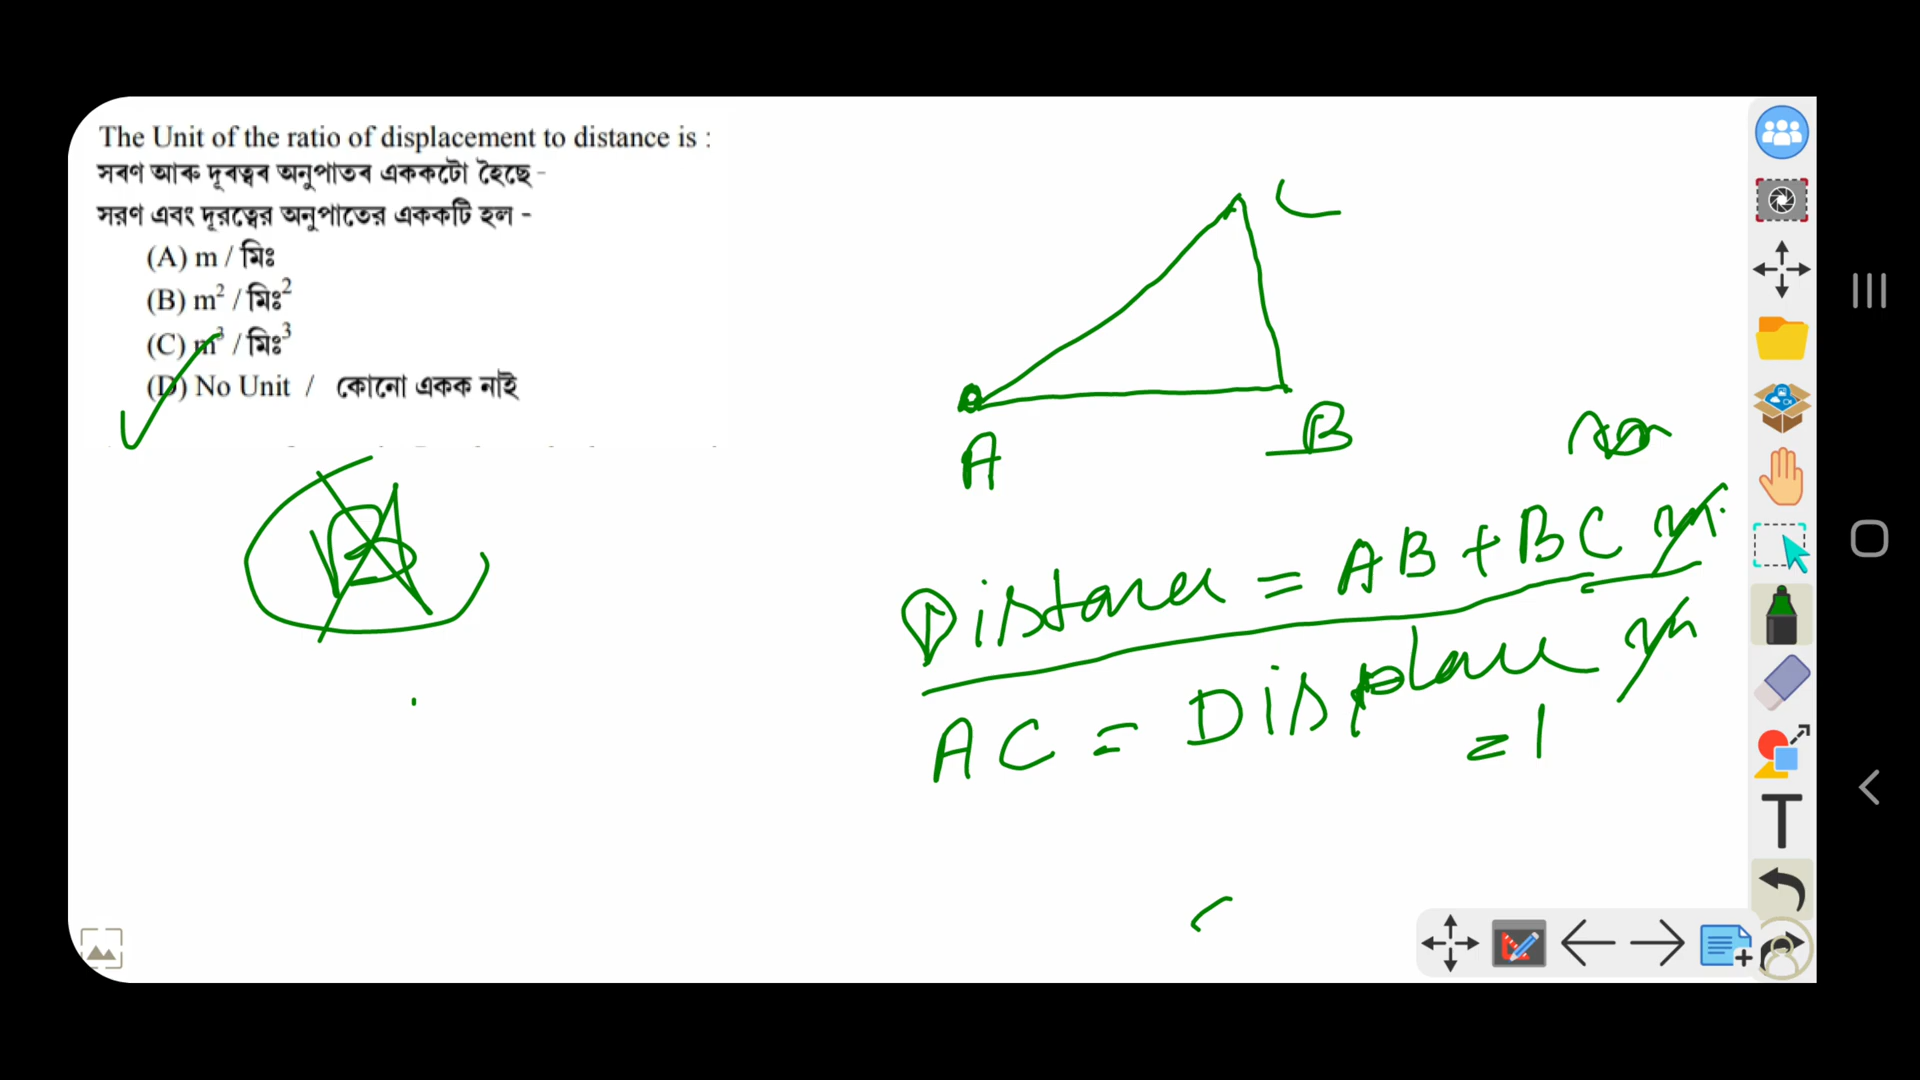 The Unit of the ratio of displacement to distance is :
সৰণ আৰু দূৰত্বৰ অনুপাতৰ এককটো হৈছে -
সরণ এবং দূরত্বের অনুপাতের এককটি হল -
(A) m / মিঃ
(B) m² / মিঃ²
(C) m³ / মিঃ³
(D) No Unit / কোনো একক নাই
C
A
B
Distance = AB + BC m
AC = Displace m
= 1
T